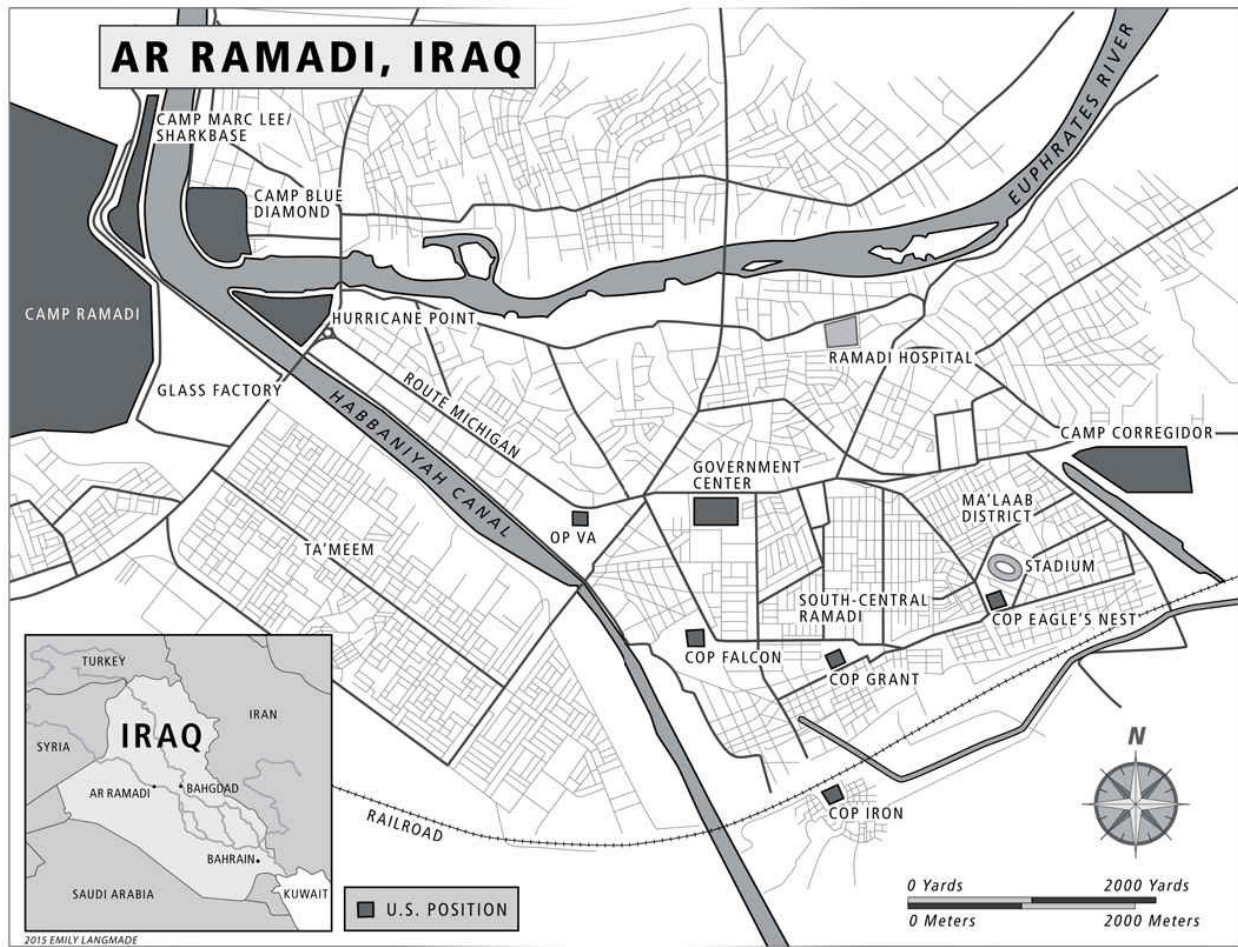 AR RAMADI, IRAQ
CAMP MARC LEE/
SHARKBASE
CAMP BLUE
DIAMOND
EUPHRATES RIVER
CAMP RAMADI
HURRICANE POINT
RAMADI HOSPITAL
GLASS FACTORY
ROUTE MICHIGAN
HABBANIYAH CANAL
CAMP CORREGIDOR
GOVERNMENT
CENTER
MA'LAAB
DISTRICT
OP VA
TA'MEEM
STADIUM
SOUTH-CENTRAL
RAMADI
COP EAGLE'S NEST
COP FALCON
COP GRANT
COP IRON
RAILROAD
TURKEY
IRAQ
IRAN
SYRIA
AR RAMADI
BAHGDAD
BAHRAIN
SAUDI ARABIA
KUWAIT
U.S. POSITION
N
0 Yards 2000 Yards
0 Meters 2000 Meters
2015 EMILY LANGMADE